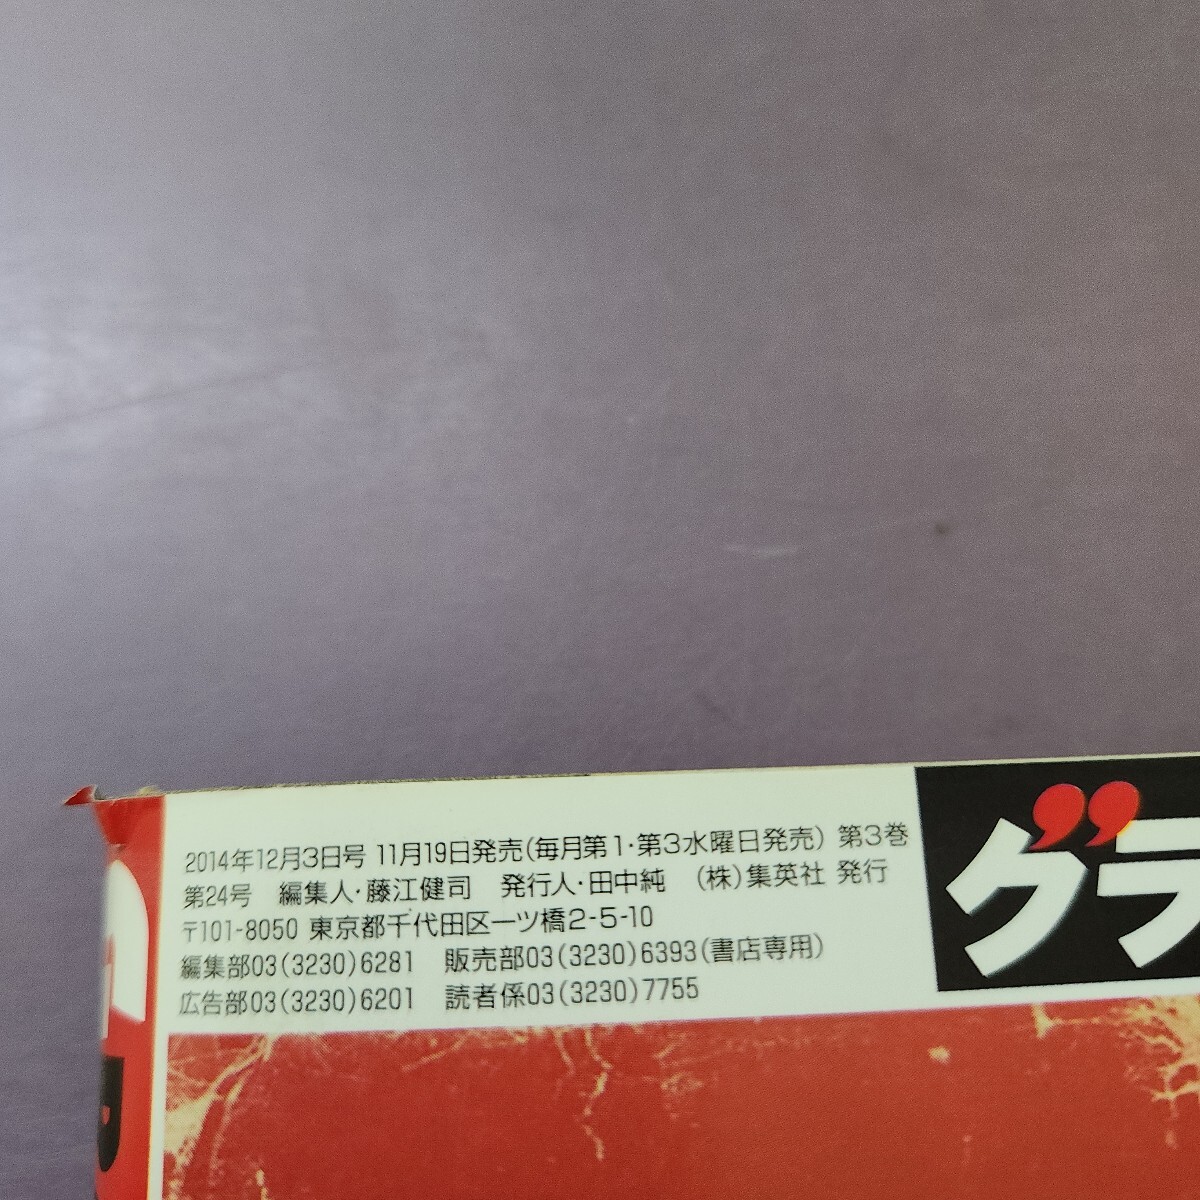 2014年12月3日号 11月19日発売(毎月第1・第3水曜日発売) 第3巻
第24号 編集人・藤江健司 発行人・田中純 (株)集英社 発行
〒101-8050 東京都千代田区一ツ橋2-5-10
編集部03(3230)6281 販売部03(3230)6393(書店専用)
広告部03(3230)6201 読者係03(3230)7755
グラ